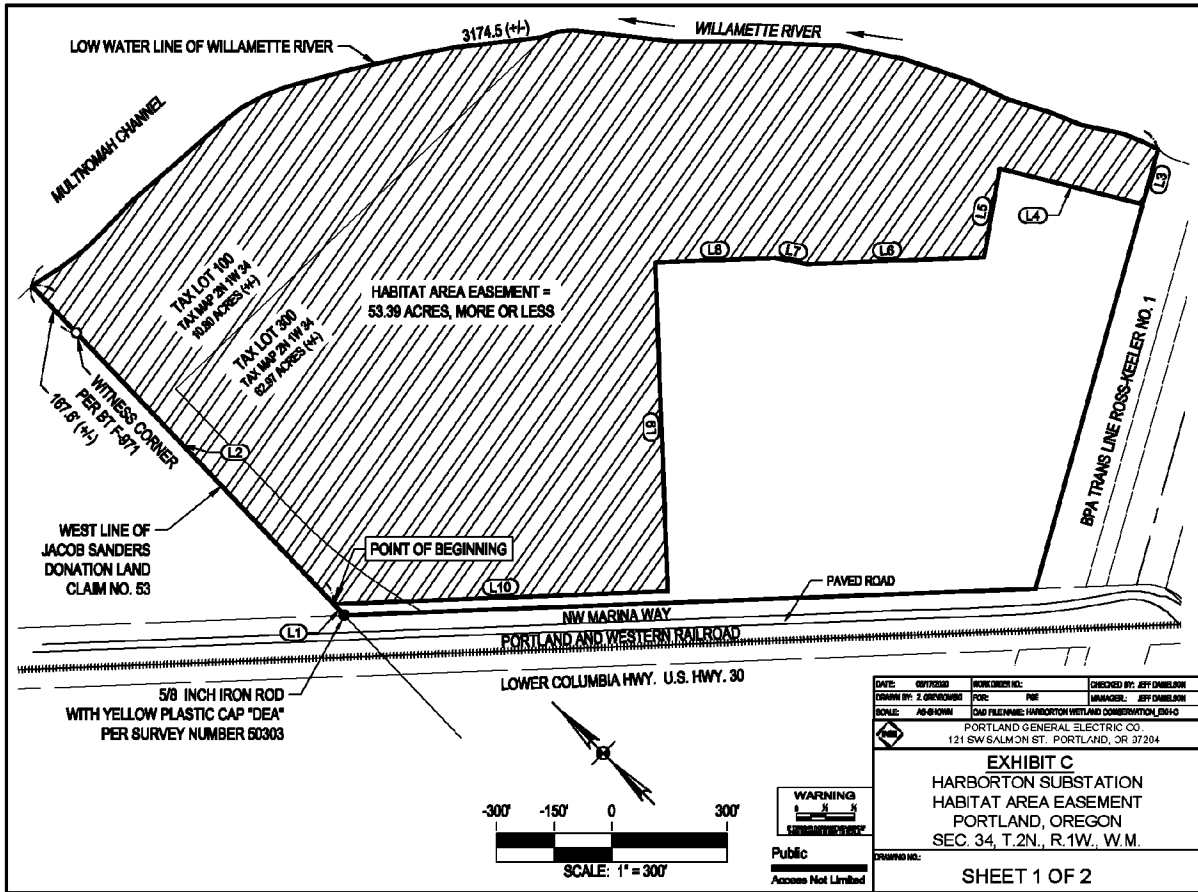 3174.5 (+/-)
WILLAMETTE RIVER
LOW WATER LINE OF WILLAMETTE RIVER
MULTNOMAH CHANNEL
L3
L4
L5
TAX LOT 100
TAX MAP 2N 1W 34
10.80 ACRES (+/-)
TAX LOT 300
TAX MAP 2N 1W 34
62.97 ACRES (+/-)
HABITAT AREA EASEMENT =
53.39 ACRES, MORE OR LESS
L8
L7
L6
BPA TRANS LINE ROSS-KEELER NO. 1
WITNESS CORNER
PER BT F-971
167.6' (+/-)
L2
L9
WEST LINE OF
JACOB SANDERS
DONATION LAND
CLAIM NO. 53
POINT OF BEGINNING
L10
PAVED ROAD
L1
NW MARINA WAY
PORTLAND AND WESTERN RAILROAD
LOWER COLUMBIA HWY. U.S. HWY. 30
5/8 INCH IRON ROD
WITH YELLOW PLASTIC CAP "DEA"
PER SURVEY NUMBER 50303
-300' -150' 0 300'
SCALE: 1" = 300'
WARNING
Public
Access Not Limited
DATE: WORK ORDER NO.: CHECKED BY: JEFF DANIELSON
DRAWN BY: FOR: PGE MANAGER: JEFF DANIELSON
SCALE: AS-SHOWN CAD FILE NAME: HARBORTON WETLAND
PORTLAND GENERAL ELECTRIC CO.
121 SW SALMON ST. PORTLAND, OR 97204
EXHIBIT C
HARBORTON SUBSTATION
HABITAT AREA EASEMENT
PORTLAND, OREGON
SEC. 34, T.2N., R.1W., W.M.
DRAWING NO.:
SHEET 1 OF 2